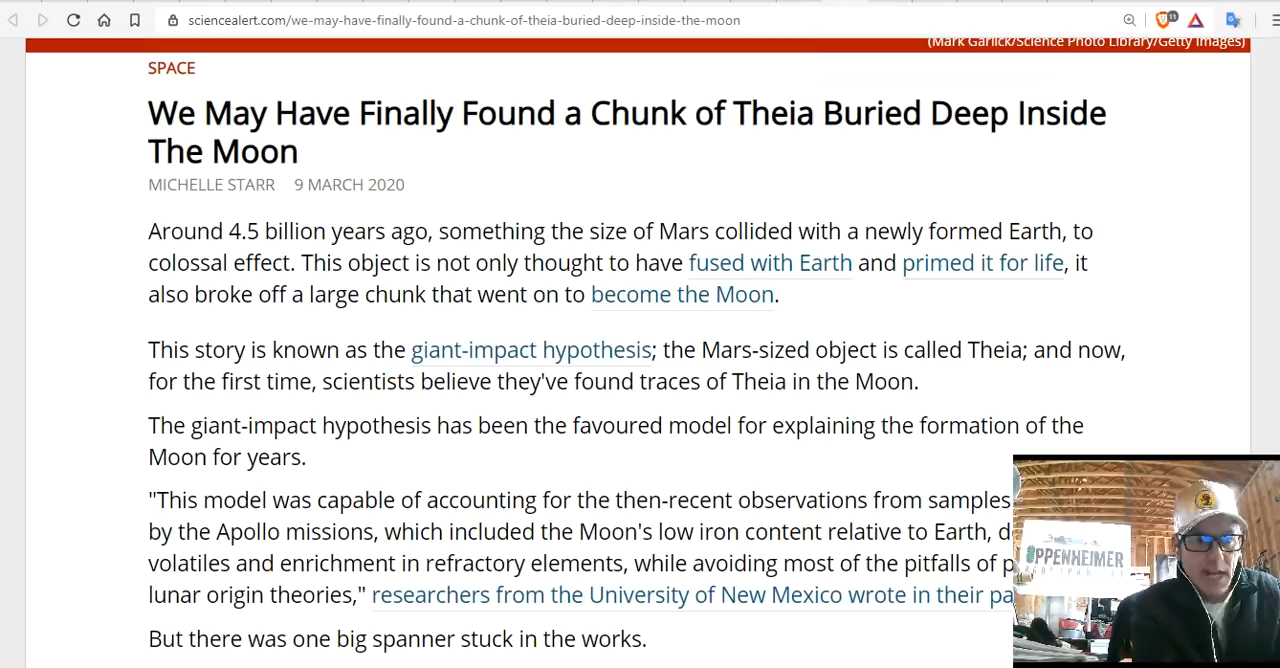 sciencealert.com/we-may-have-finally-found-a-chunk-of-theia-buried-deep-inside-the-moon
11
(Mark Garlick/Science Photo Library/Getty Images)
SPACE
We May Have Finally Found a Chunk of Theia Buried Deep Inside
The Moon
MICHELLE STARR 9 MARCH 2020
Around 4.5 billion years ago, something the size of Mars collided with a newly formed Earth, to
colossal effect. This object is not only thought to have fused with Earth and primed it for life, it
also broke off a large chunk that went on to become the Moon.
This story is known as the giant-impact hypothesis; the Mars-sized object is called Theia; and now,
for the first time, scientists believe they've found traces of Theia in the Moon.
The giant-impact hypothesis has been the favoured model for explaining the formation of the
Moon for years.
"This model was capable of accounting for the then-recent observations from samples
by the Apollo missions, which included the Moon's low iron content relative to Earth, d
volatiles and enrichment in refractory elements, while avoiding most of the pitfalls of p
lunar origin theories," researchers from the University of New Mexico wrote in their pa
But there was one big spanner stuck in the works.
OPPENHEIMER